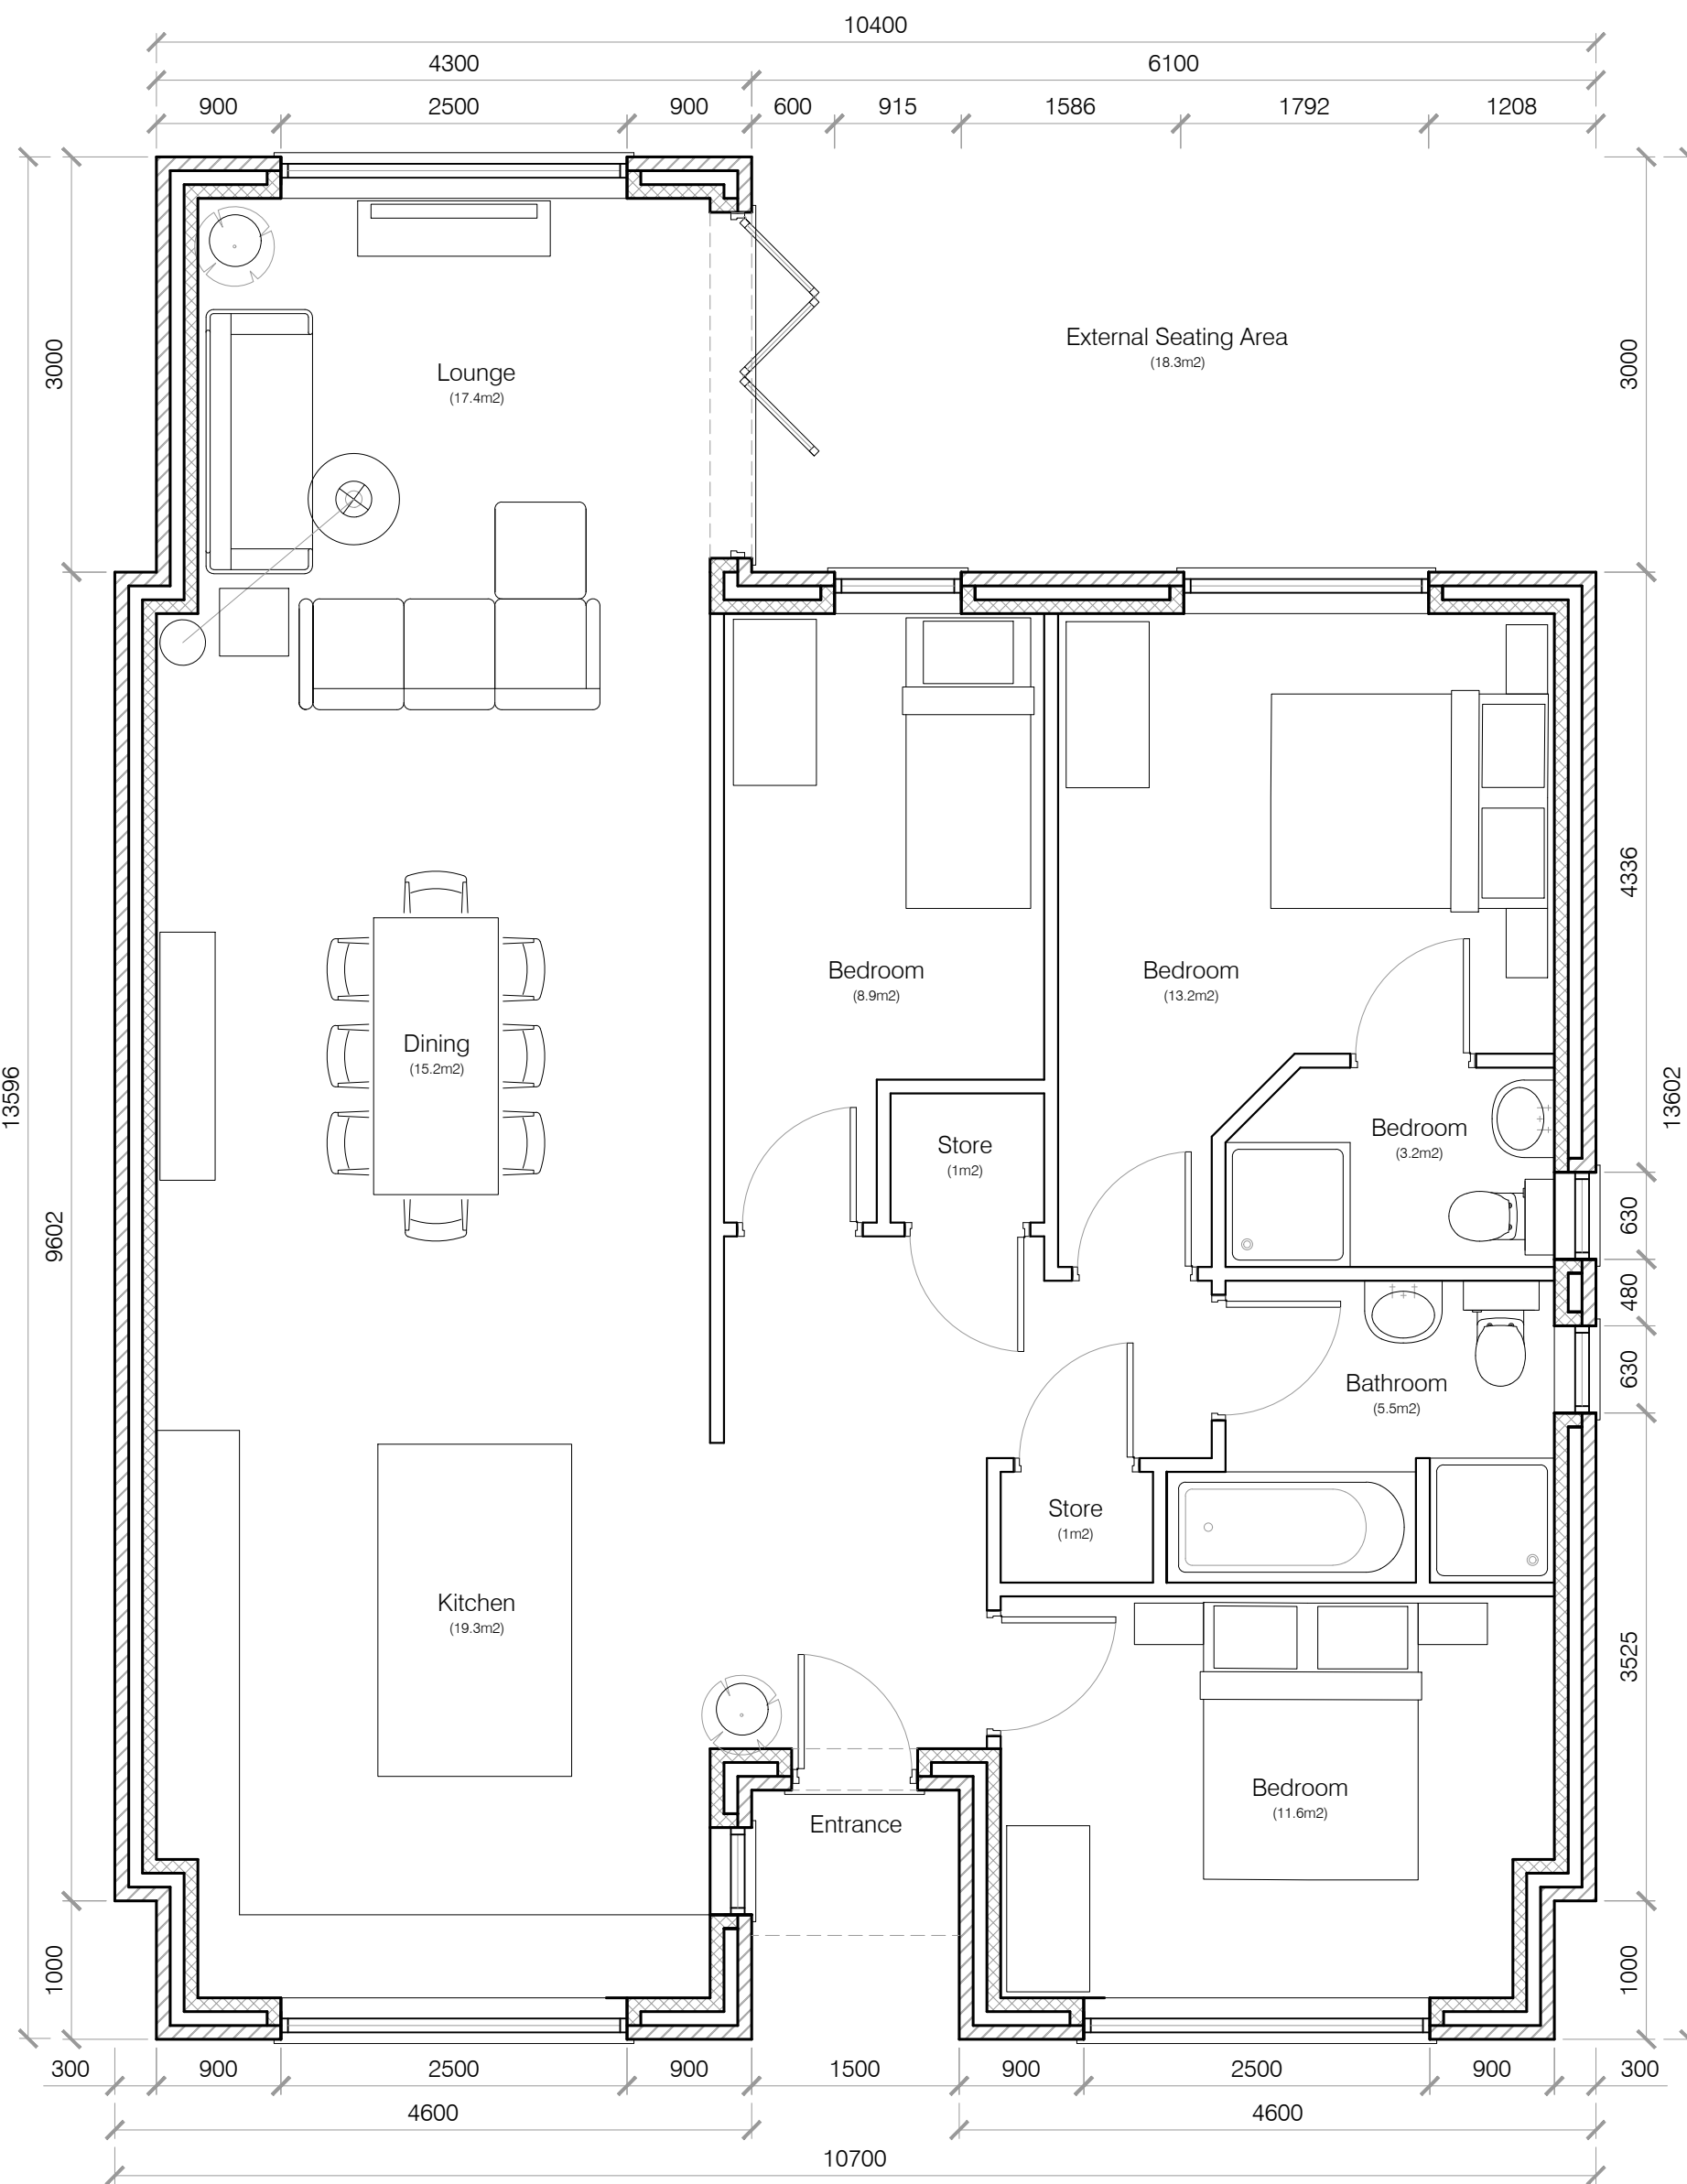 10400
4300
6100
900
2500
900
600
915
1586
1792
1208
External Seating Area
(18.3m2)
3000
3000
Lounge
(17.4m2)
4336
Bedroom
(8.9m2)
Bedroom
(13.2m2)
Dining
(15.2m2)
13596
13602
Store
(1m2)
Bedroom
(3.2m2)
9602
630
480
630
Bathroom
(5.5m2)
Store
(1m2)
Kitchen
(19.3m2)
3525
Bedroom
(11.6m2)
Entrance
1000
1000
300
900
2500
900
1500
900
2500
900
300
4600
4600
10700